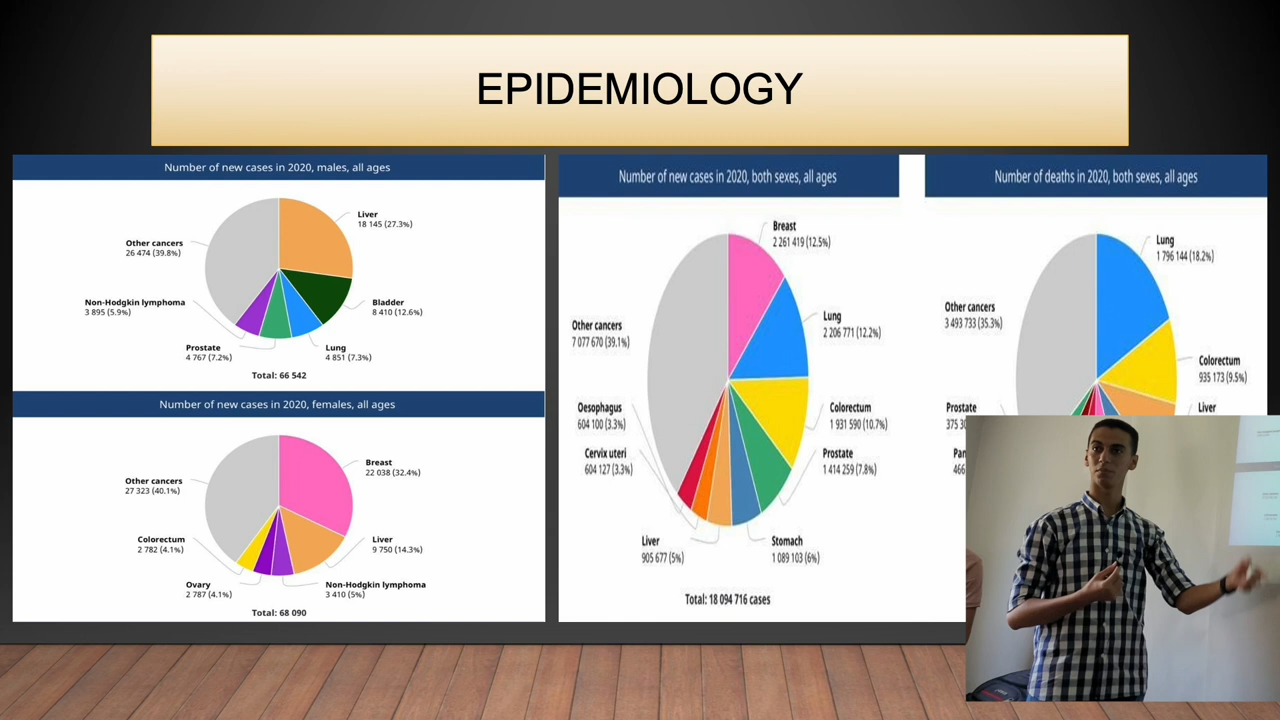 EPIDEMIOLOGY
Number of new cases in 2020, males, all ages
Liver
18 145 (27.3%)
Other cancers
26 474 (39.8%)
Non-Hodgkin lymphoma
3 895 (5.9%)
Bladder
8 410 (12.6%)
Prostate
4 767 (7.2%)
Lung
4 851 (7.3%)
Total: 66 542
Number of new cases in 2020, females, all ages
Breast
22 038 (32.4%)
Other cancers
27 323 (40.1%)
Colorectum
2 782 (4.1%)
Liver
9 750 (14.3%)
Ovary
2 787 (4.1%)
Non-Hodgkin lymphoma
3 410 (5%)
Total: 68 090
Number of new cases in 2020, both sexes, all ages
Breast
2 261 419 (12.5%)
Lung
2 206 771 (12.2%)
Other cancers
7 077 670 (39.1%)
Oesophagus
604 100 (3.3%)
Colorectum
1 931 590 (10.7%)
Cervix uteri
604 127 (3.3%)
Prostate
1 414 259 (7.8%)
Liver
905 677 (5%)
Stomach
1 089 103 (6%)
Total: 18 094 716 cases
Number of deaths in 2020, both sexes, all ages
Lung
1 796 144 (18.2%)
Other cancers
3 493 733 (35.3%)
Colorectum
935 173 (9.5%)
Prostate
Liver